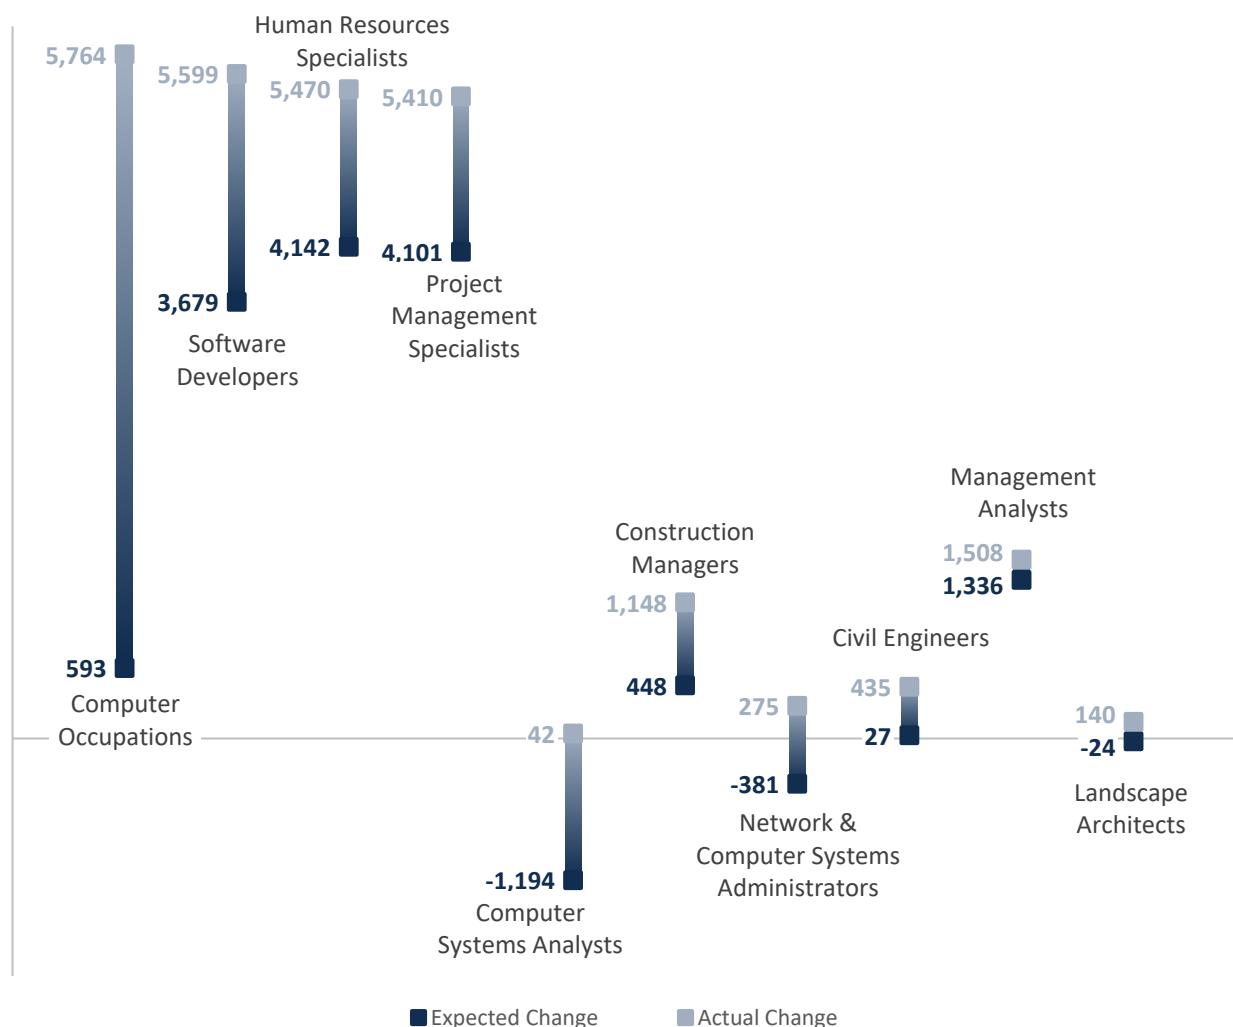 Human Resources
Specialists
5,764
5,599
5,470
5,410
4,142
4,101
3,679
Project
Management
Specialists
Software
Developers
Management
Analysts
Construction
Managers
1,508
1,336
1,148
Civil Engineers
593
448
435
Computer
Occupations
275
140
42
27
-24
-381
Landscape
Architects
Network &
Computer Systems
Administrators
-1,194
Computer
Systems Analysts
Expected Change
Actual Change